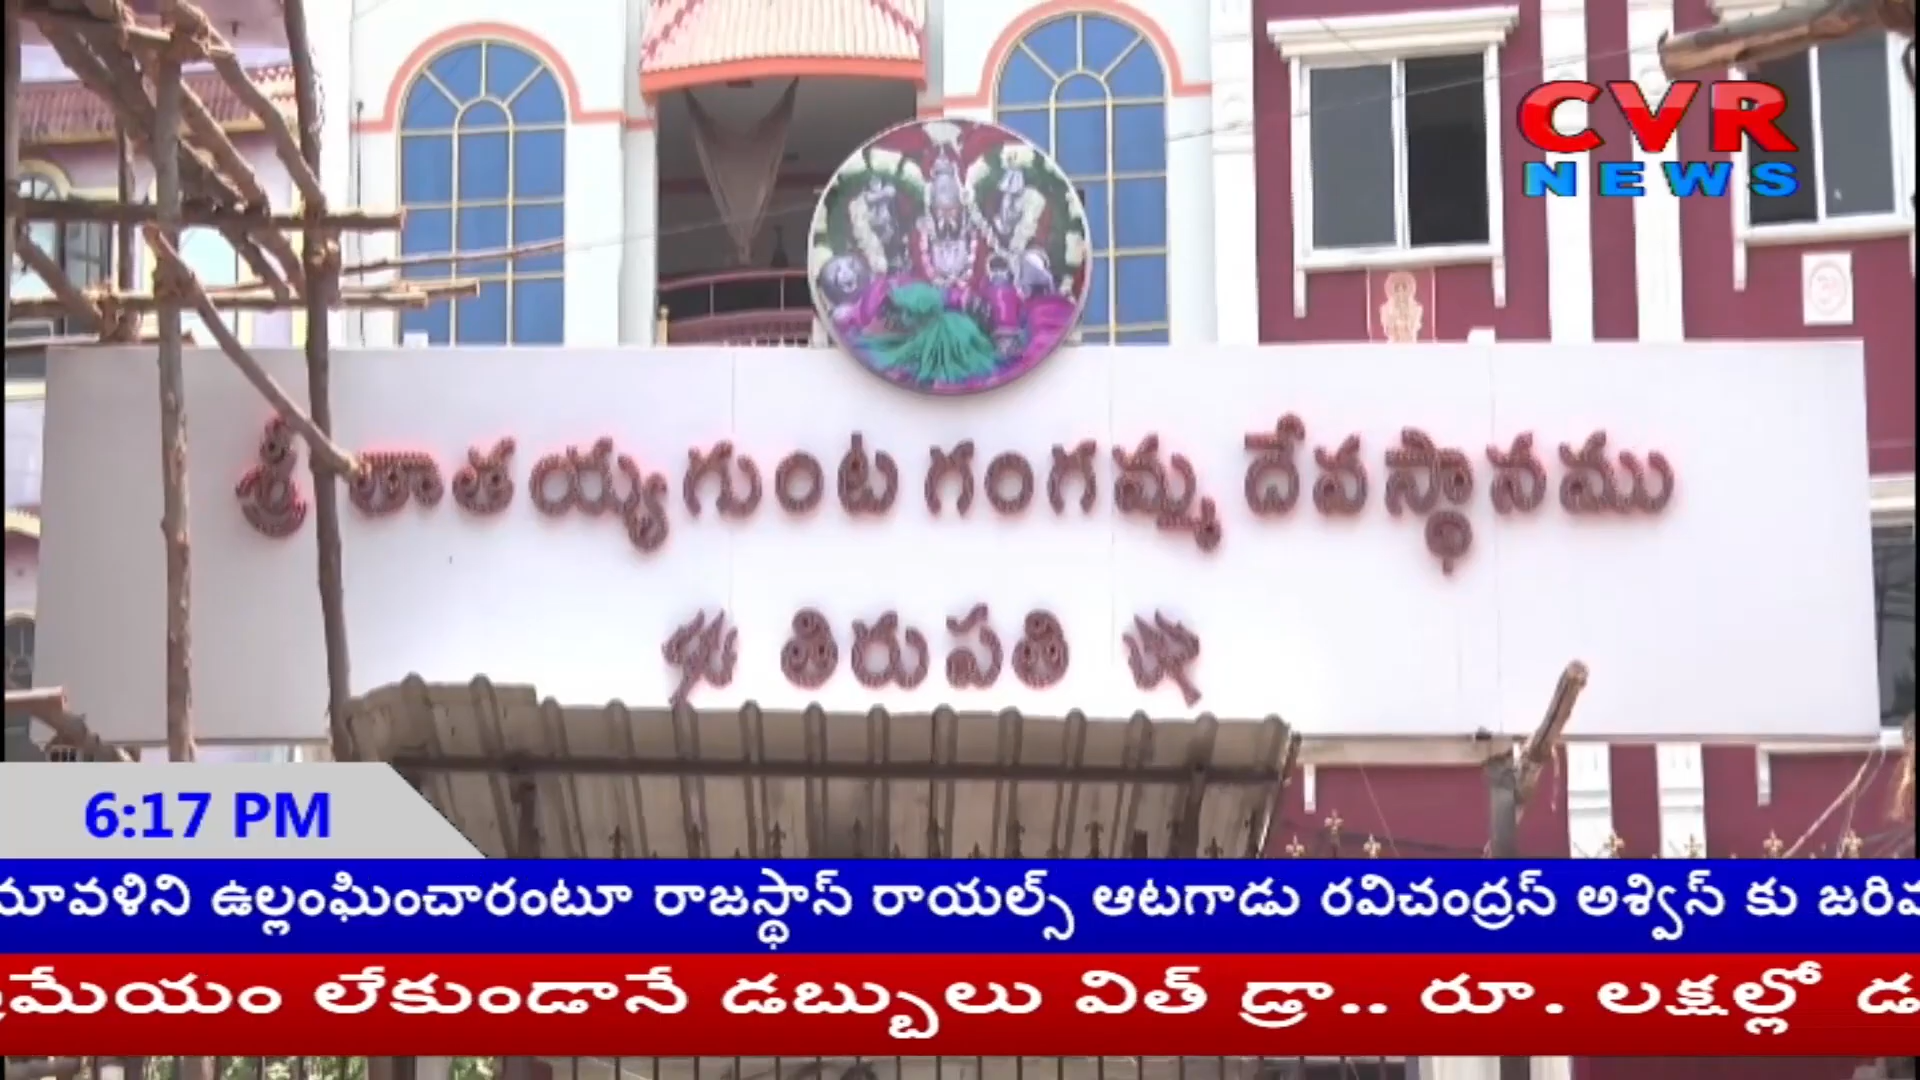 CVR
NEWS
శ్రీ తాతయ్యగుంట గంగమ్మ దేవస్థానము
తిరుపతి
6:17 PM
ఉల్లంఘించారంటూ రాజస్థాన్ రాయల్స్ ఆటగాడు రవిచంద్రన్ అశ్విన్ కు
లేకుండానే డబ్బులు విత్ డ్రా.. రూ. లక్షల్లో